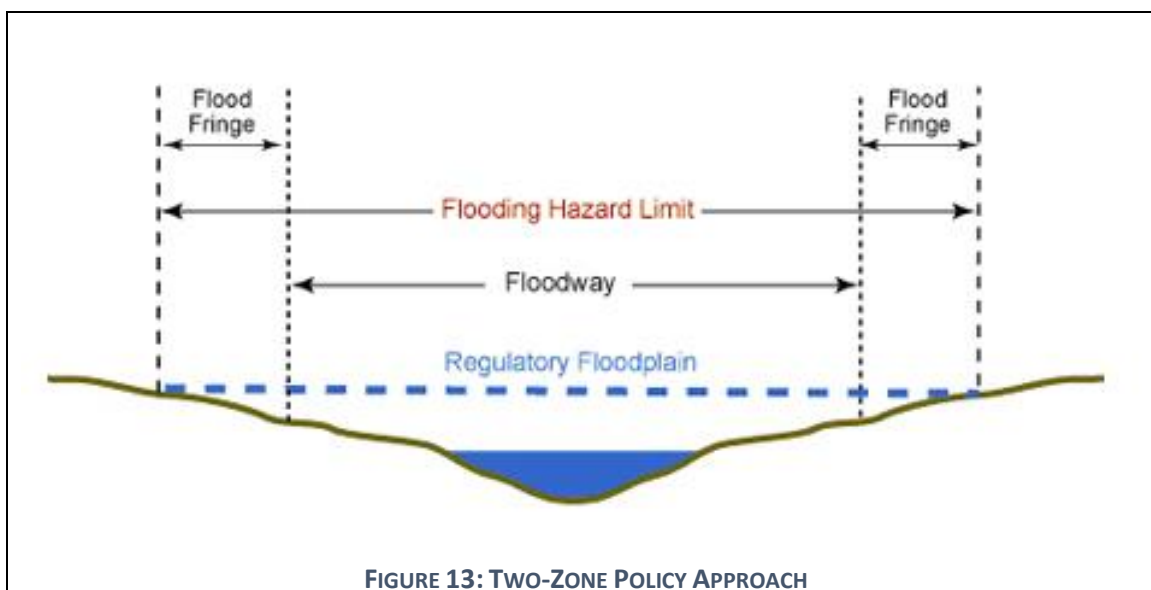 Flood
Fringe
Flood
Fringe
Flooding Hazard Limit
Floodway
Regulatory Floodplain
FIGURE 13: TWO-ZONE POLICY APPROACH